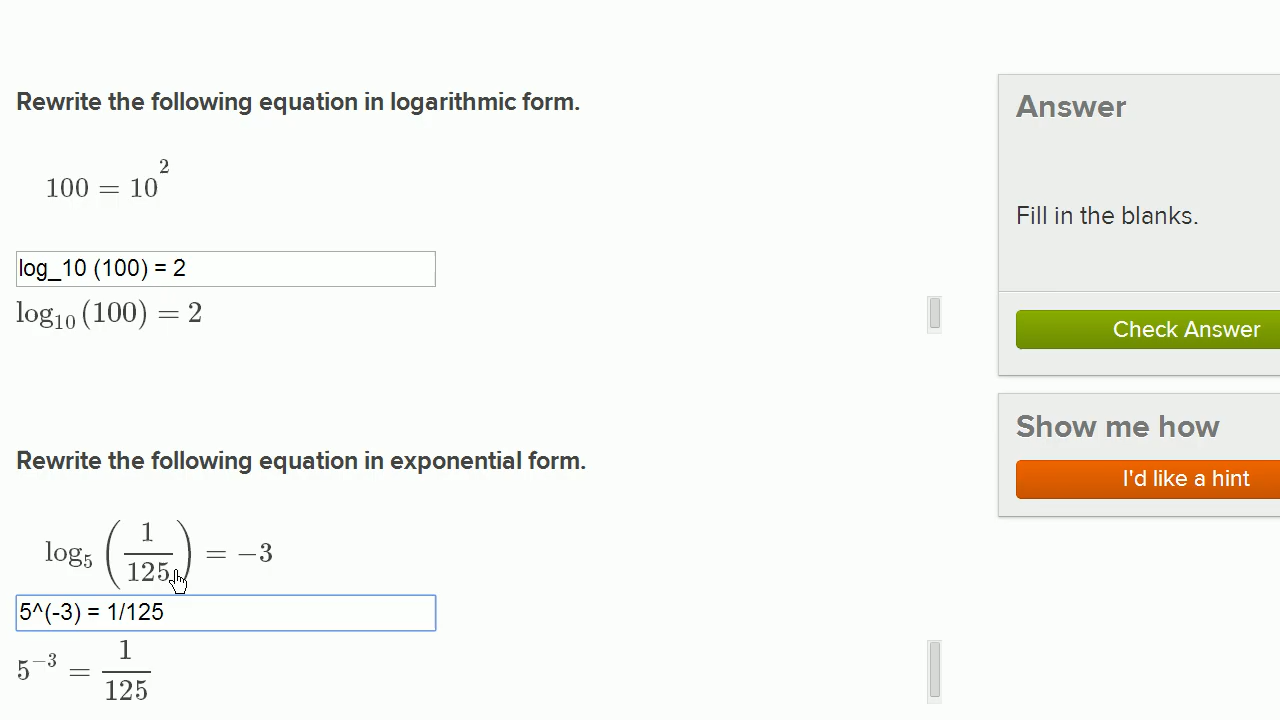 Rewrite the following equation in logarithmic form.
100 = 10^2
log_10 (100) = 2
log₁₀ (100) = 2
Rewrite the following equation in exponential form.
log₅ (1/125) = −3
5^(-3) = 1/125
5⁻³ = 1/125
Answer
Fill in the blanks.
Check Answer
Show me how
I'd like a hint